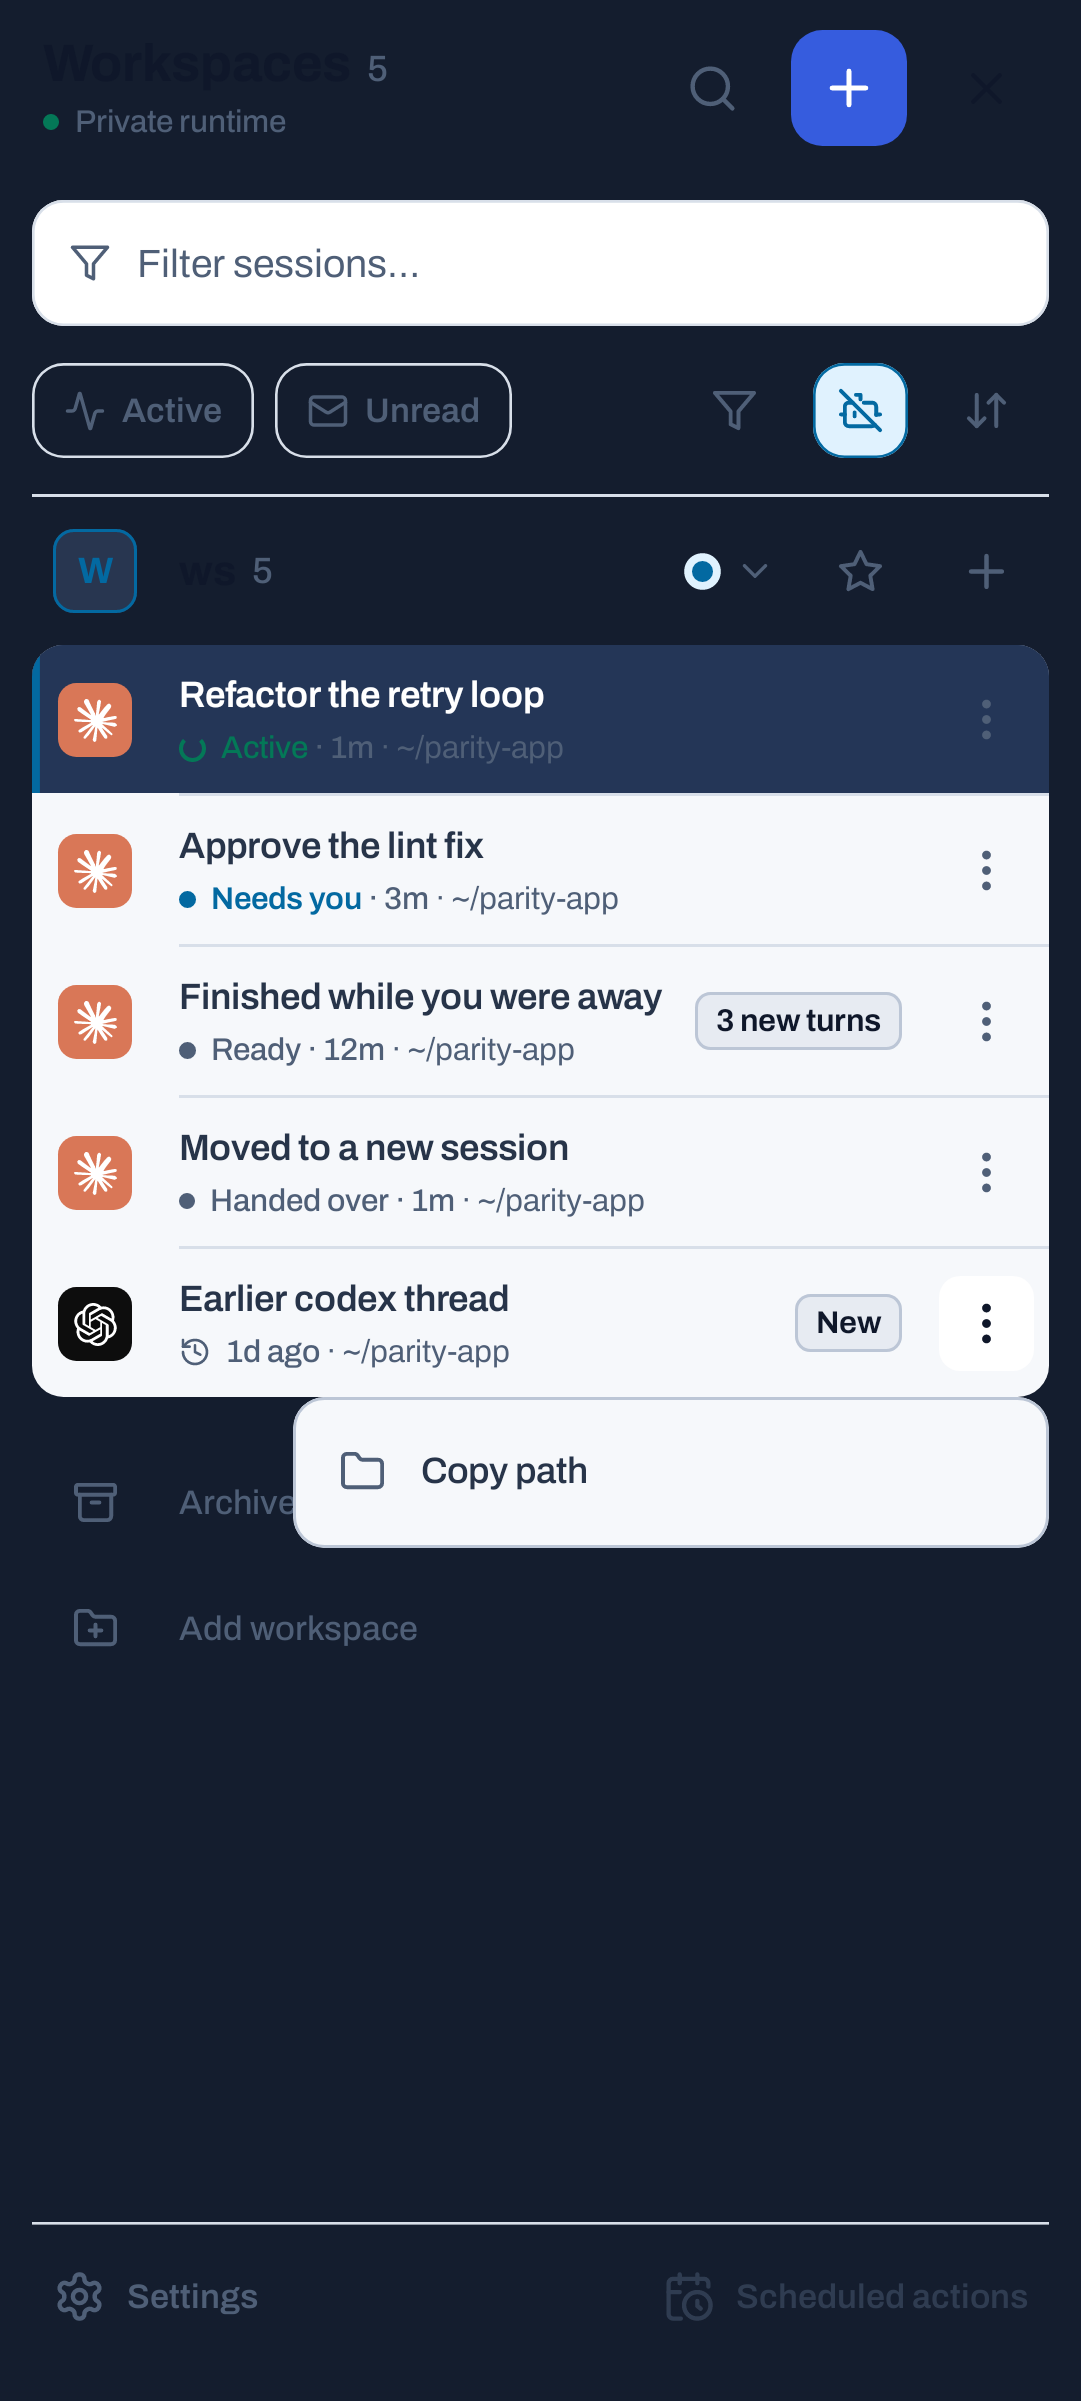 Workspaces 5
Private runtime
Filter sessions...
Active
Unread
W
ws 5
Refactor the retry loop
Active · 1m · ~/parity-app
Approve the lint fix
Needs you · 3m · ~/parity-app
Finished while you were away
3 new turns
Ready · 12m · ~/parity-app
Moved to a new session
Handed over · 1m · ~/parity-app
Earlier codex thread
New
1d ago · ~/parity-app
Copy path
Archive
Add workspace
Settings
Scheduled actions